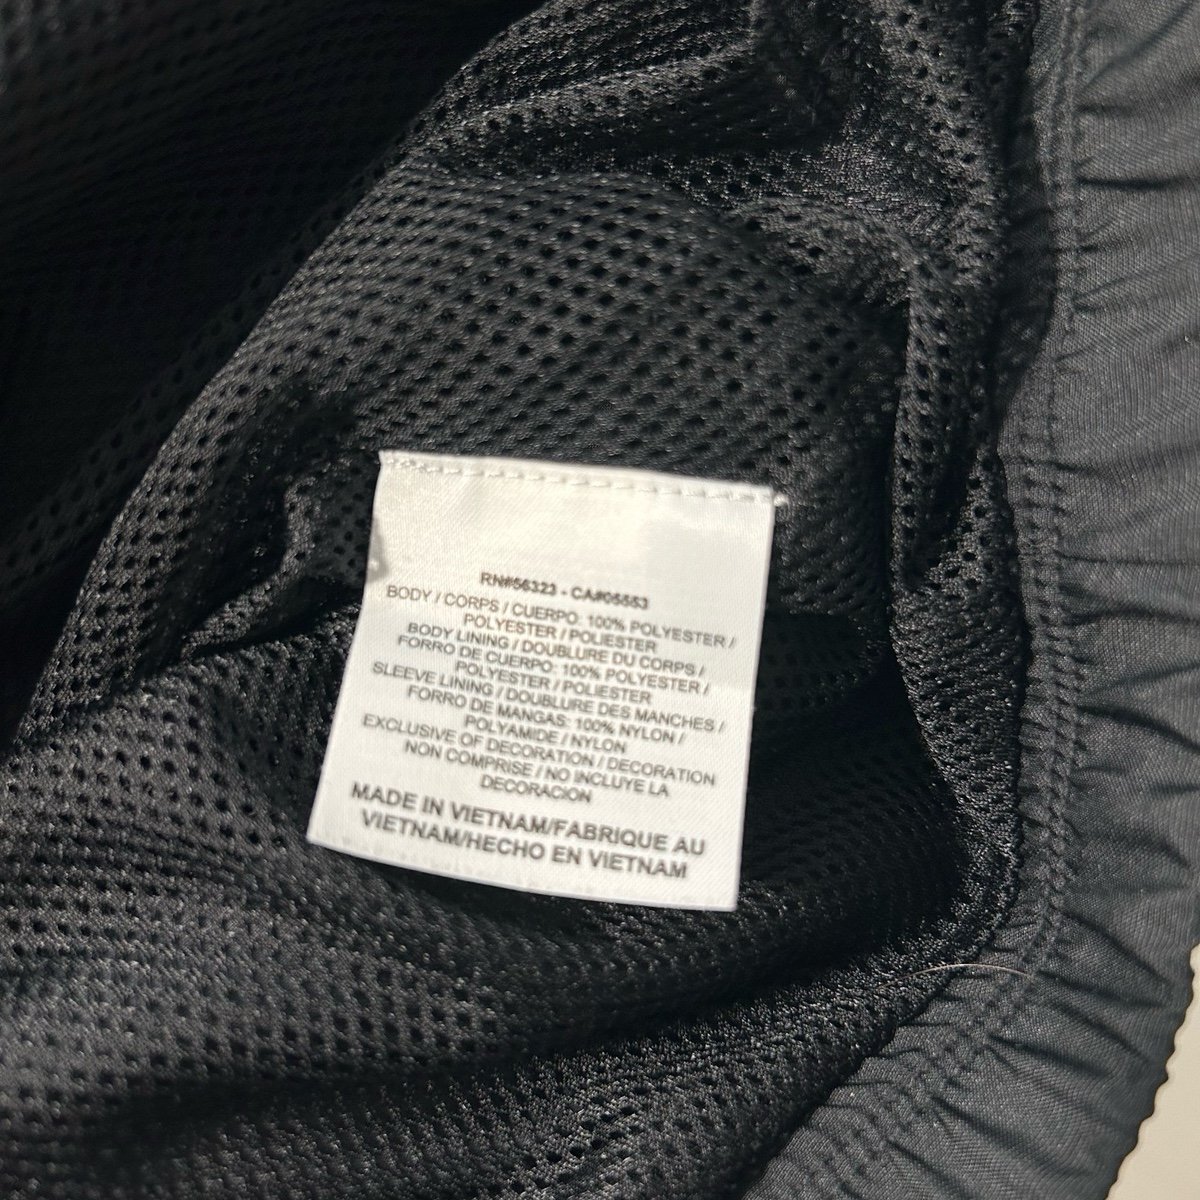 RN#56323 - CA#05553
BODY / CORPS / CUERPO: 100% POLYESTER /
POLYESTER / POLIESTER
BODY LINING / DOUBLURE DU CORPS /
FORRO DE CUERPO: 100% POLYESTER /
POLYESTER / POLIESTER
SLEEVE LINING / DOUBLURE DES MANCHES /
FORRO DE MANGAS: 100% NYLON /
POLYAMIDE / NYLON
EXCLUSIVE OF DECORATION / DECORATION
NON COMPRISE / NO INCLUYE LA
DECORACION
MADE IN VIETNAM/FABRIQUE AU
VIETNAM/HECHO EN VIETNAM